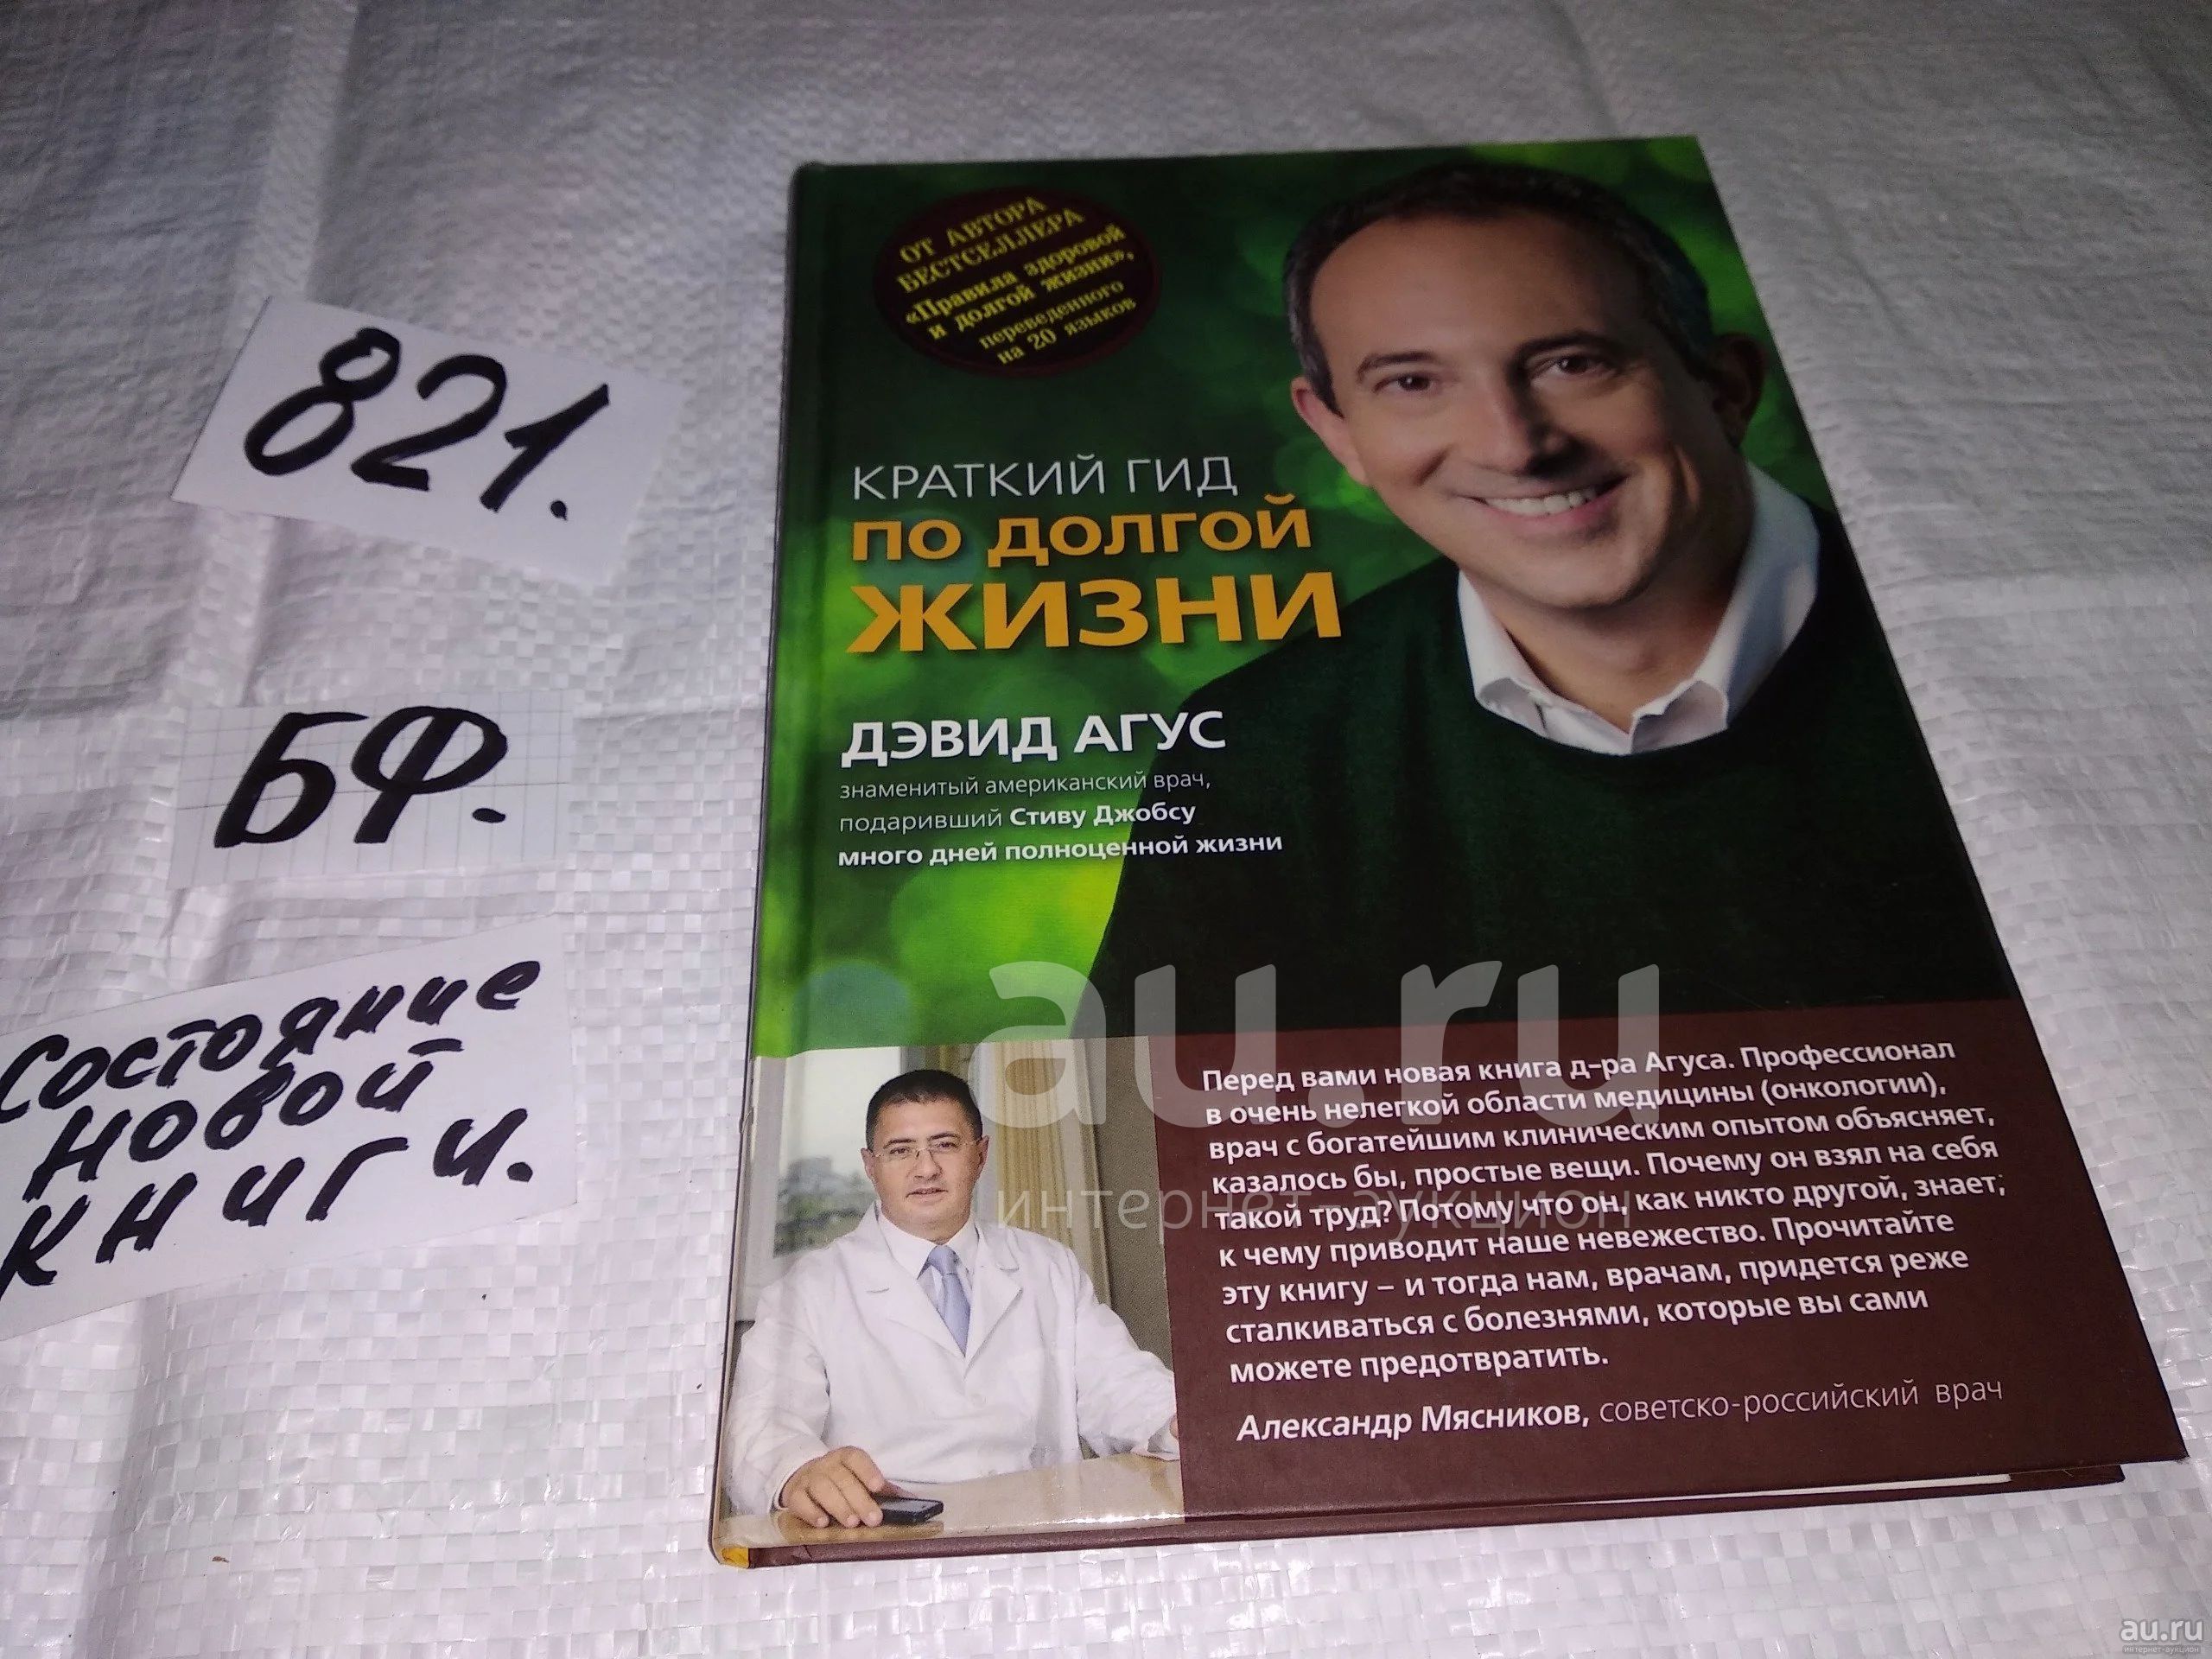 821.
БФ.
Состояние
новой
книги.
ОТ АВТОРА
БЕСТСЕЛЛЕРА
«Правила здоровой
и долгой жизни»,
переведенного
на 20 языков
КРАТКИЙ ГИД
ПО ДОЛГОЙ
ЖИЗНИ
ДЭВИД АГУС
знаменитый американский врач,
подаривший Стиву Джобсу
много дней полноценной жизни
Перед вами новая книга д-ра Агуса. Профессионал
в очень нелегкой области медицины (онкологии),
врач с богатейшим клиническим опытом объясняет,
казалось бы, простые вещи. Почему он взял на себя
такой труд? Потому что он, как никто другой, знает;
к чему приводит наше невежество. Прочитайте
эту книгу – и тогда нам, врачам, придется реже
сталкиваться с болезнями, которые вы сами
можете предотвратить.
Александр Мясников, советско-российский врач
au.ru
интернет-аукцион
au.ru
интернет-аукцион